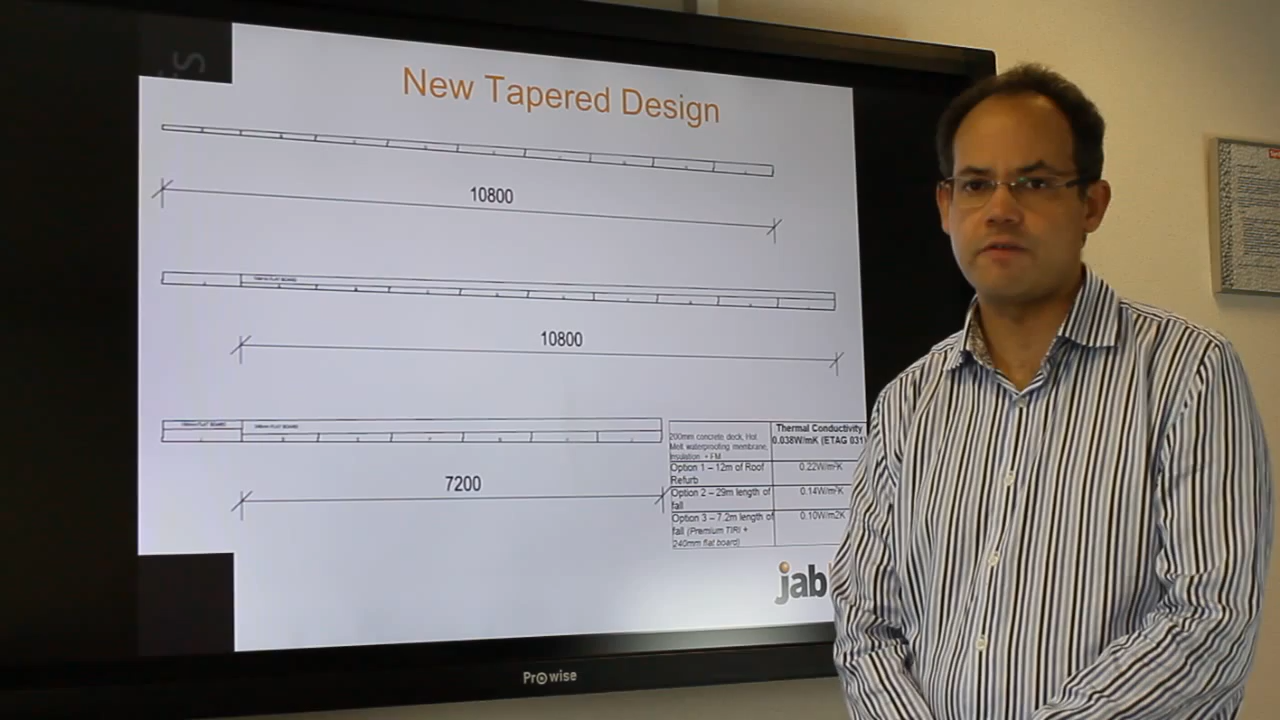 New Tapered Design
10800
10800
7200
200mm concrete deck, Hot
Melt waterproofing membrane,
insulation + FM
Thermal Conductivity
0.038W/mK (ETAG 031)
Option 1 – 12m of Roof
Refurb
0.22W/m²K
Option 2 – 29m length of
fall
0.14W/m²K
Option 3 – 7.2m length of
fall (Premium TIRI +
240mm flat board)
0.10W/m2K
jab
Prowise